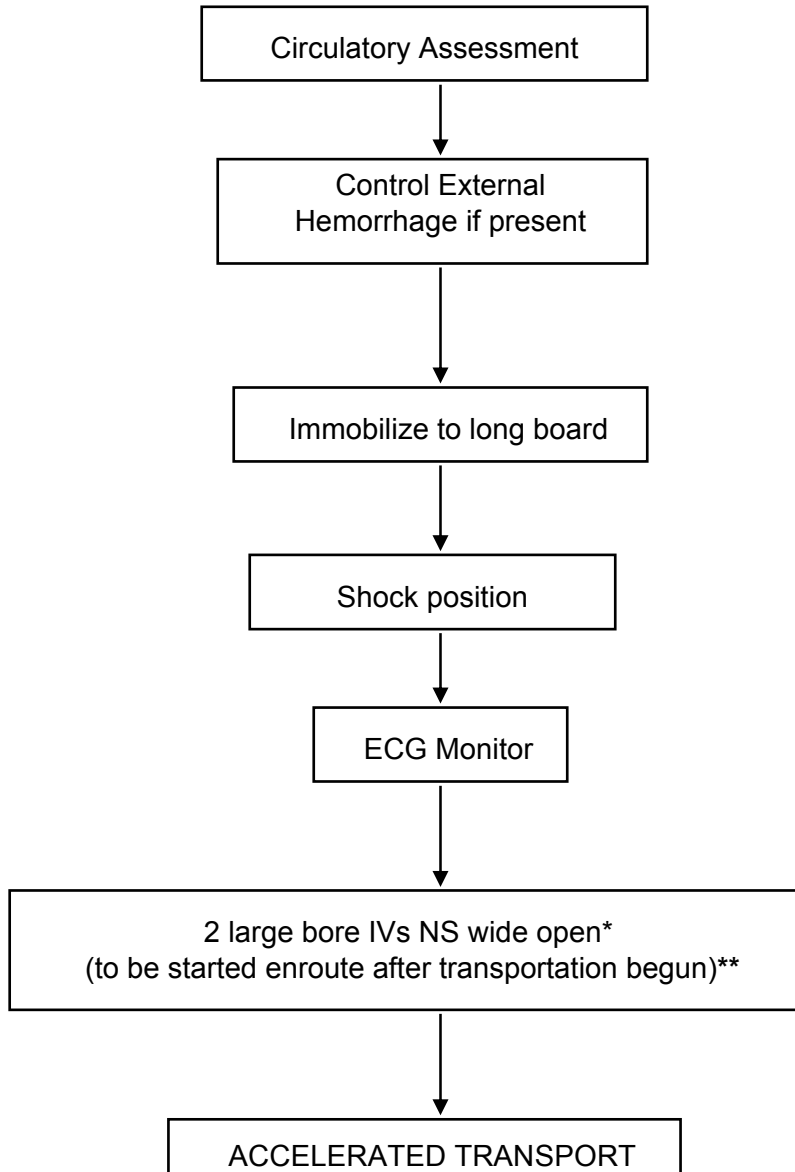 Circulatory Assessment
Control External
Hemorrhage if present
Immobilize to long board
Shock position
ECG Monitor
2 large bore IVs NS wide open*
(to be started enroute after transportation begun)**
ACCELERATED TRANSPORT